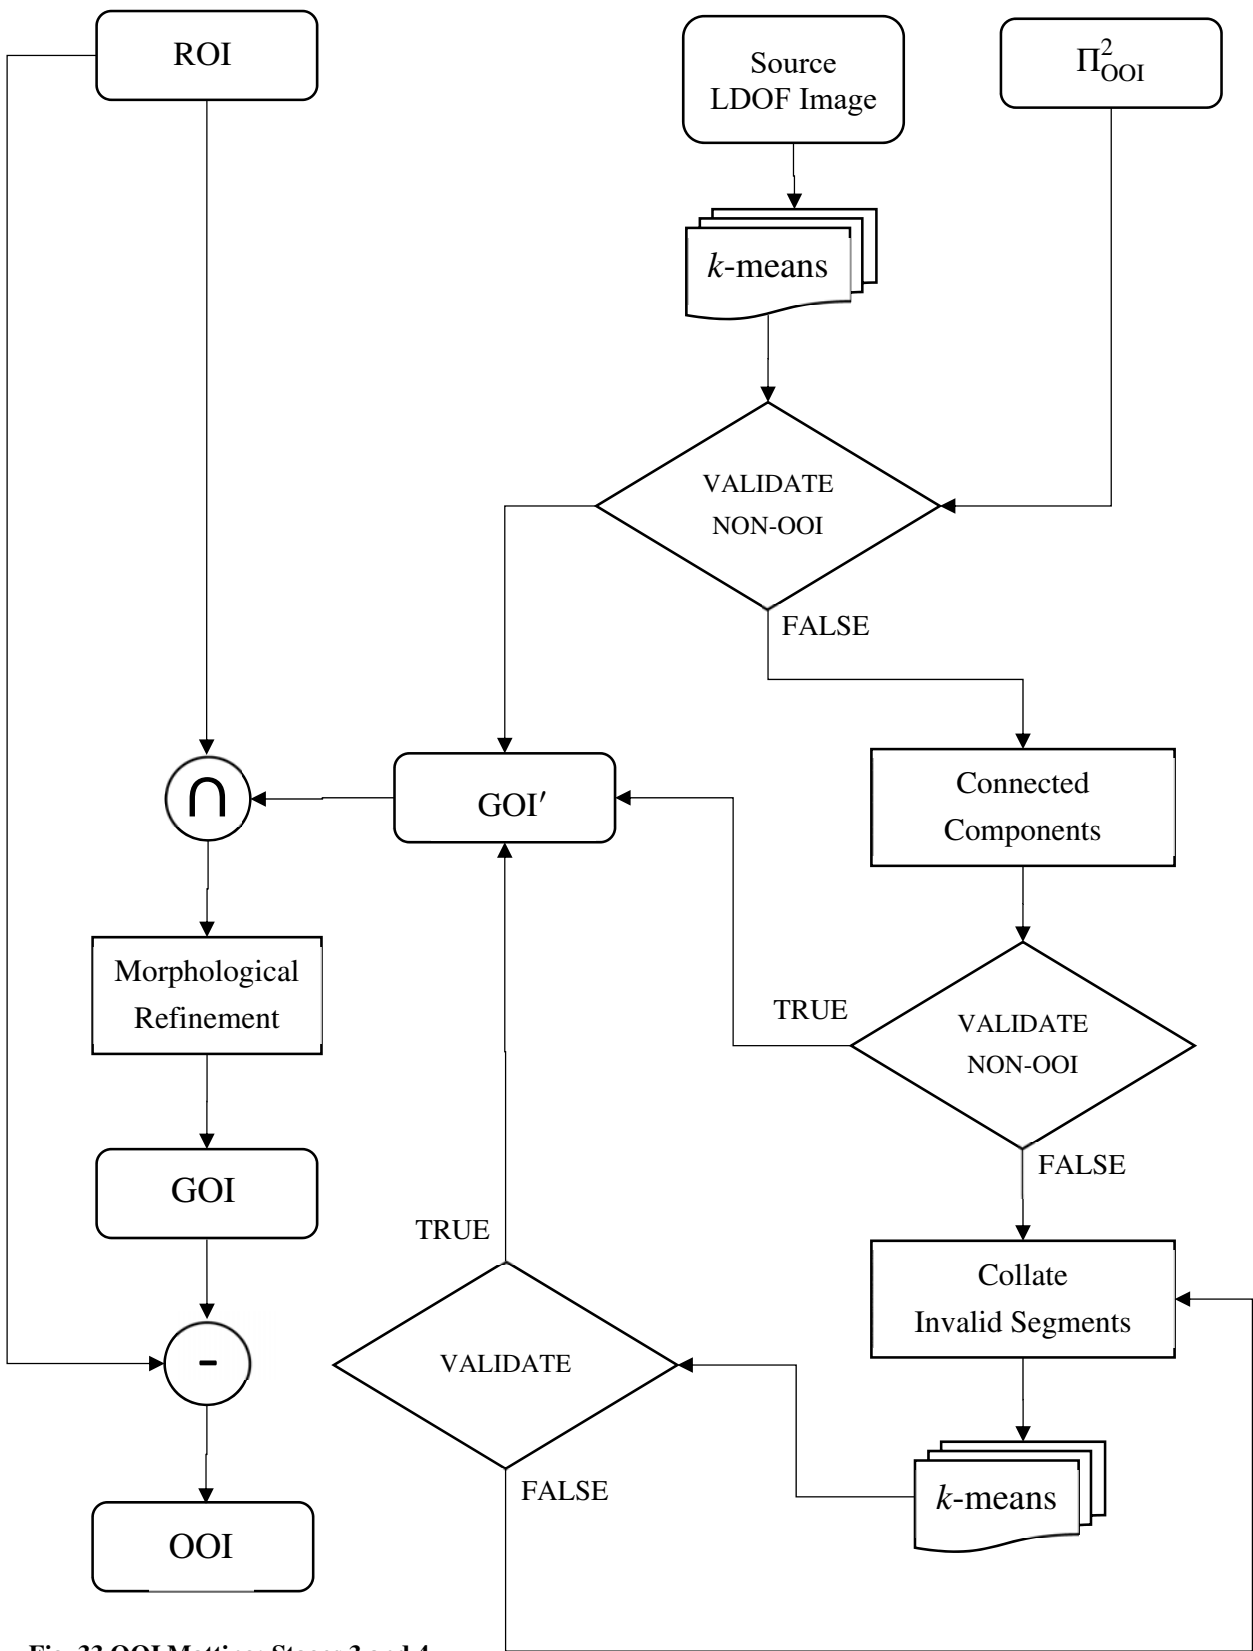 ROI
Source
LDOF Image
Π²OOI
k-means
VALIDATE
NON-OOI
FALSE
GOI′
∩
Connected
Components
Morphological
Refinement
TRUE
VALIDATE
NON-OOI
FALSE
GOI
TRUE
Collate
Invalid Segments
-
VALIDATE
FALSE
k-means
OOI
Fig. 33 OOI Matting: Stages 3 and 4